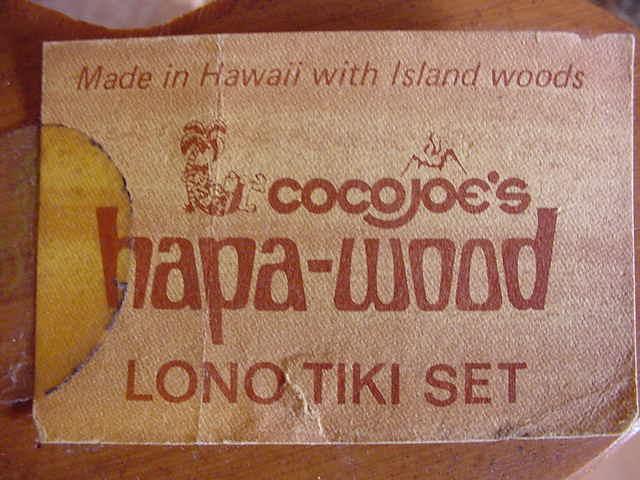 Made in Hawaii with Island woods
COCOJOE'S
hapa-wood
LONO TIKI SET